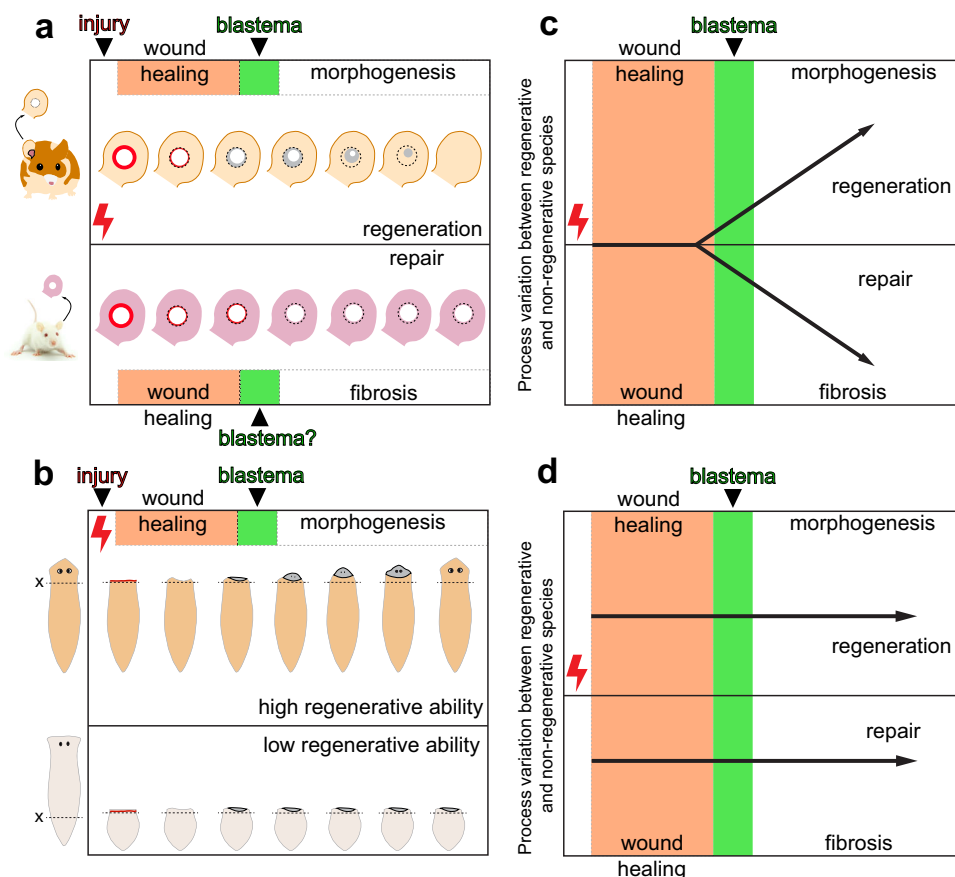 a
injury
blastema
wound
healing
morphogenesis
regeneration
repair
wound
healing
fibrosis
blastema?
b
injury
blastema
wound
healing
morphogenesis
x
high regenerative ability
low regenerative ability
x
c
blastema
wound
healing
morphogenesis
Process variation between regenerative
and non-regenerative species
regeneration
repair
wound
healing
fibrosis
d
blastema
wound
healing
morphogenesis
Process variation between regenerative
and non-regenerative species
regeneration
repair
wound
healing
fibrosis